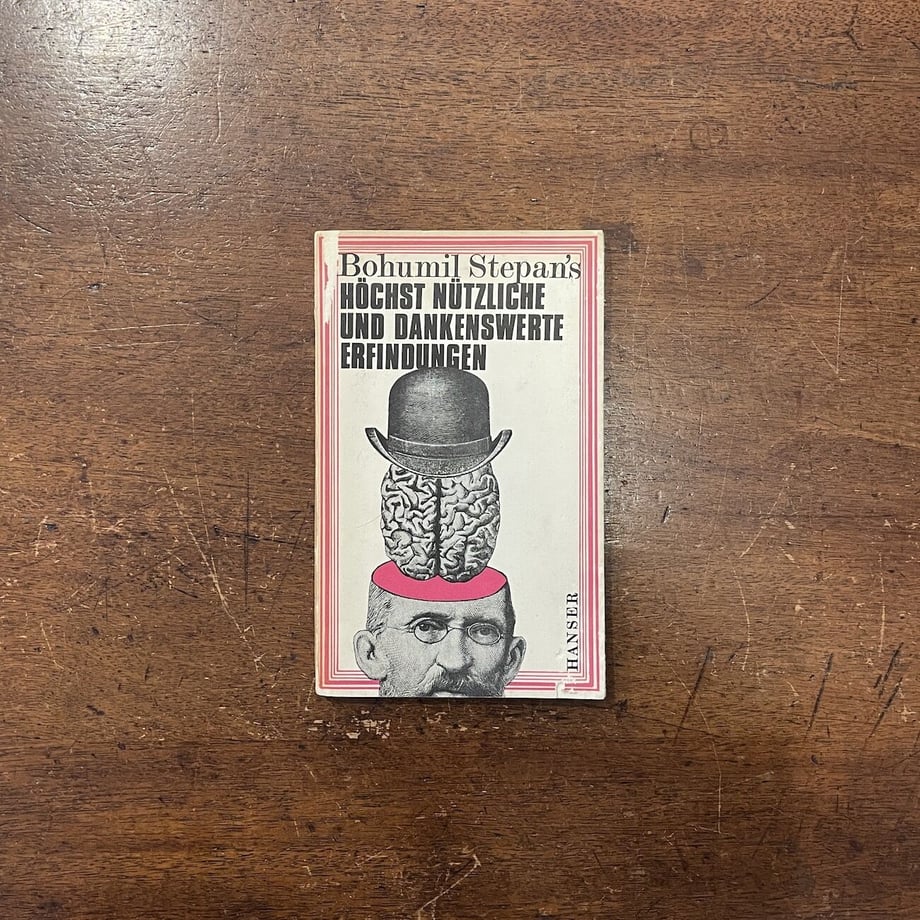 Bohumil Stepan's
HÖCHST NÜTZLICHE
UND DANKENSWERTE
ERFINDUNGEN
HANSER